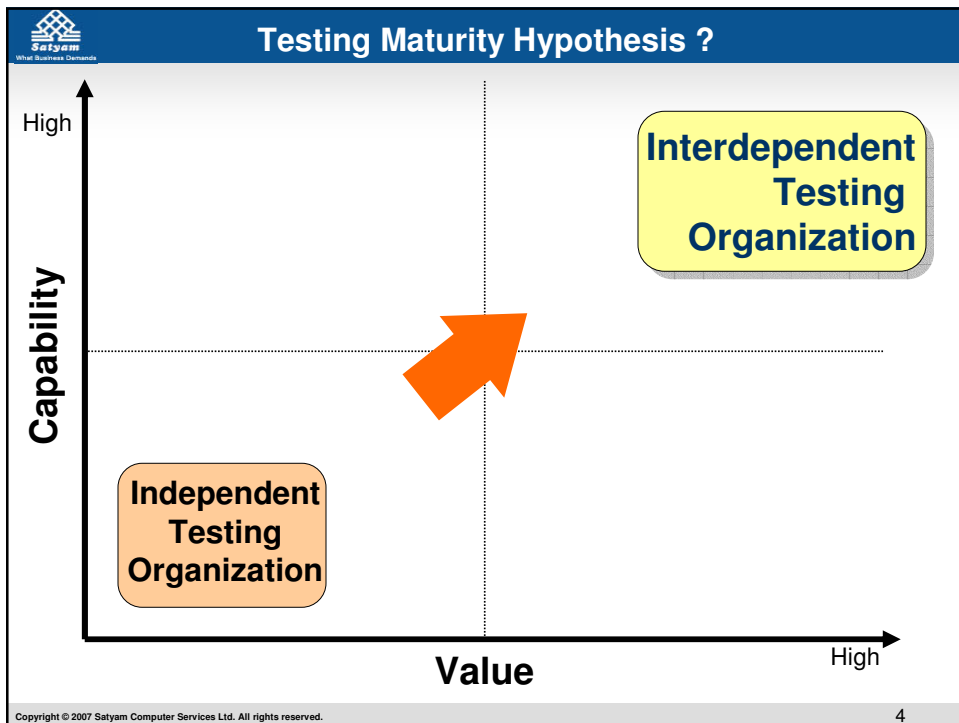 Satyam
What Business Demands
Testing Maturity Hypothesis ?
High
Interdependent
Testing
Organization
Capability
Independent
Testing
Organization
High
Value
Copyright © 2007 Satyam Computer Services Ltd. All rights reserved.
4